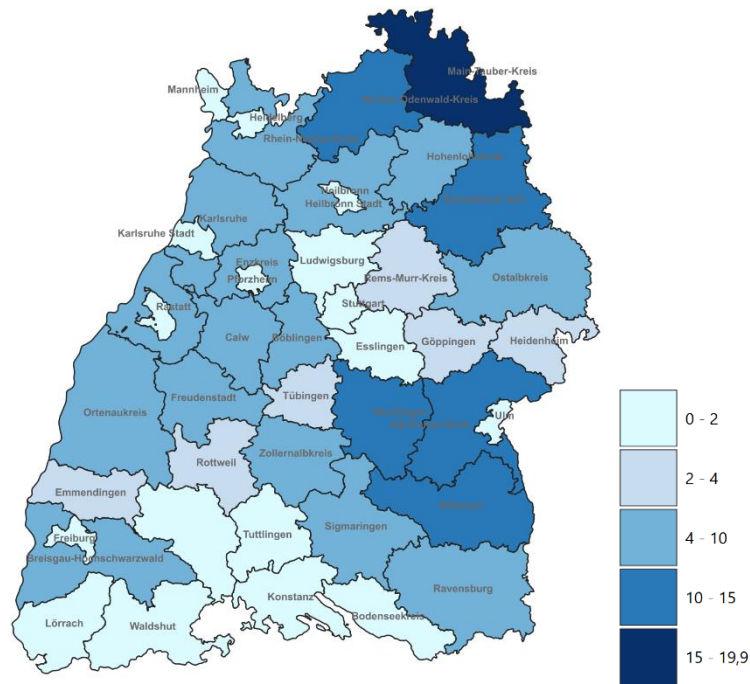 Main-Tauber-Kreis
Mannheim
Neckar-Odenwald-Kreis
Heidelberg
Rhein-Neckar-Kreis
Hohenlohekreis
Heilbronn
Heilbronn Stadt
Schwäbisch Hall
Karlsruhe
Karlsruhe Stadt
Enzkreis
Pforzheim
Ludwigsburg
Rems-Murr-Kreis
Ostalbkreis
Rastatt
Stuttgart
Calw
Böblingen
Esslingen
Göppingen
Heidenheim
Freudenstadt
Tübingen
Ortenaukreis
Reutlingen
Alb-Donau-Kreis
Ulm
Rottweil
Zollernalbkreis
Emmendingen
Biberach
Sigmaringen
Freiburg
Tuttlingen
Breisgau-Hochschwarzwald
Ravensburg
Konstanz
Lörrach
Waldshut
Bodenseekreis
0 - 2
2 - 4
4 - 10
10 - 15
15 - 19,9